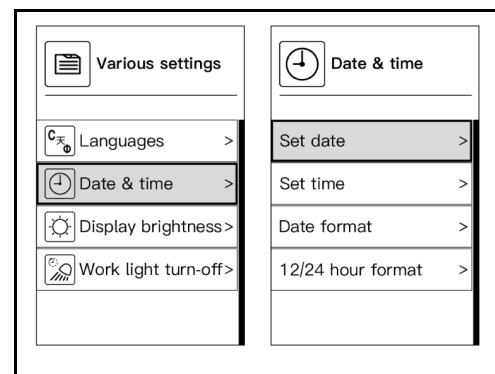 Various settings
Languages >
Date & time >
Display brightness >
Work light turn-off >
Date & time
Set date >
Set time >
Date format >
12/24 hour format >